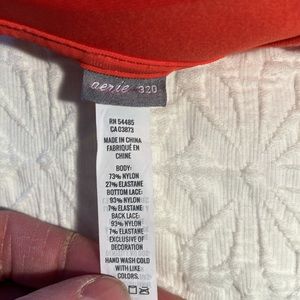 aerie 320
RN 54485
CA 03873
MADE IN CHINA
FABRIQUÉ EN
CHINE
BODY:
73% NYLON
27% ELASTANE
BOTTOM LACE:
93% NYLON
7% ELASTANE
BACK LACE:
93% NYLON
7% ELASTANE
EXCLUSIVE OF
DECORATION
HAND WASH COLD
WITH LIKE
COLORS.